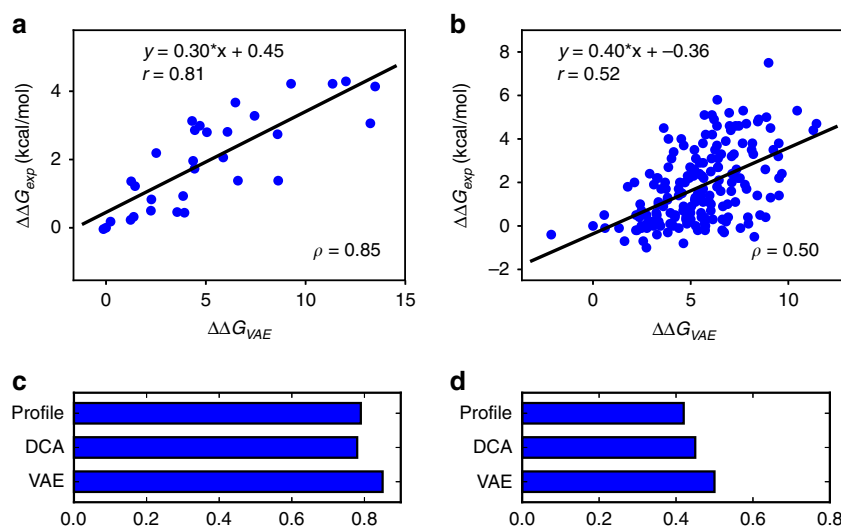 a
y = 0.30*x + 0.45
r = 0.81
4
2
0
ΔΔG_exp (kcal/mol)
ρ = 0.85
0 5 10 15
ΔΔG_VAE
b
y = 0.40*x + −0.36
r = 0.52
8
6
4
2
0
−2
ΔΔG_exp (kcal/mol)
ρ = 0.50
0 5 10
ΔΔG_VAE
c
Profile
DCA
VAE
0.0 0.2 0.4 0.6 0.8
d
Profile
DCA
VAE
0.0 0.2 0.4 0.6 0.8